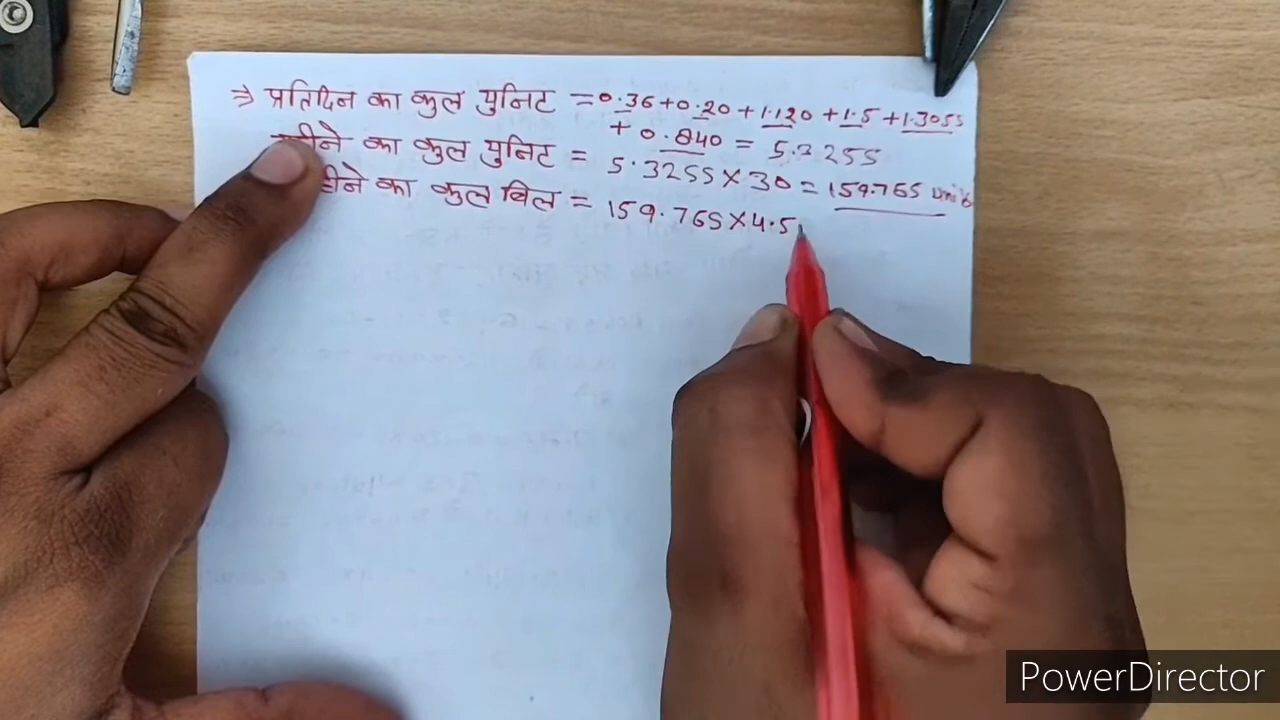 ⇒ प्रतिदिन का कुल युनिट = 0.36 + 0.20 + 1.120 + 1.5 + 1.3055
+ 0.840 = 5.3255
का कुल युनिट = 5.3255 × 30 = 159.765 units
का कुल बिल = 159.765 × 4.5
PowerDirector